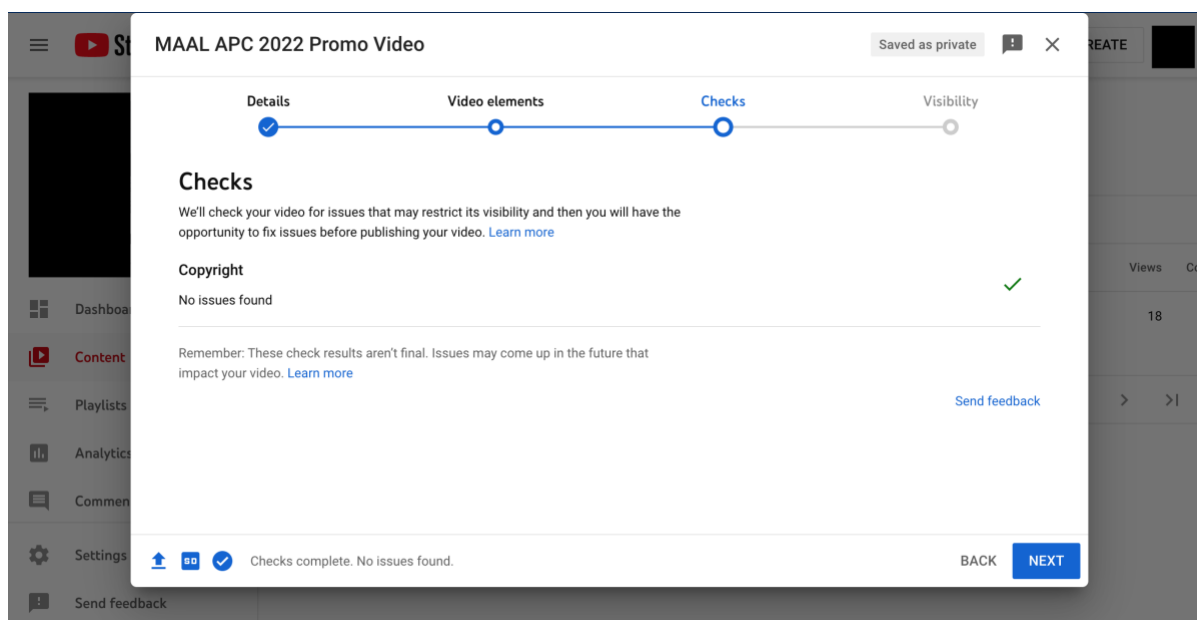 St
MAAL APC 2022 Promo Video
Saved as private
REATE
Details
Video elements
Checks
Visibility
Checks
We'll check your video for issues that may restrict its visibility and then you will have the
opportunity to fix issues before publishing your video. Learn more
Copyright
No issues found
Remember: These check results aren't final. Issues may come up in the future that
impact your video. Learn more
Send feedback
Views
Co
18
Dashboa
Content
Playlists
Analytics
Commen
Settings
Send feedback
SD
Checks complete. No issues found.
BACK
NEXT